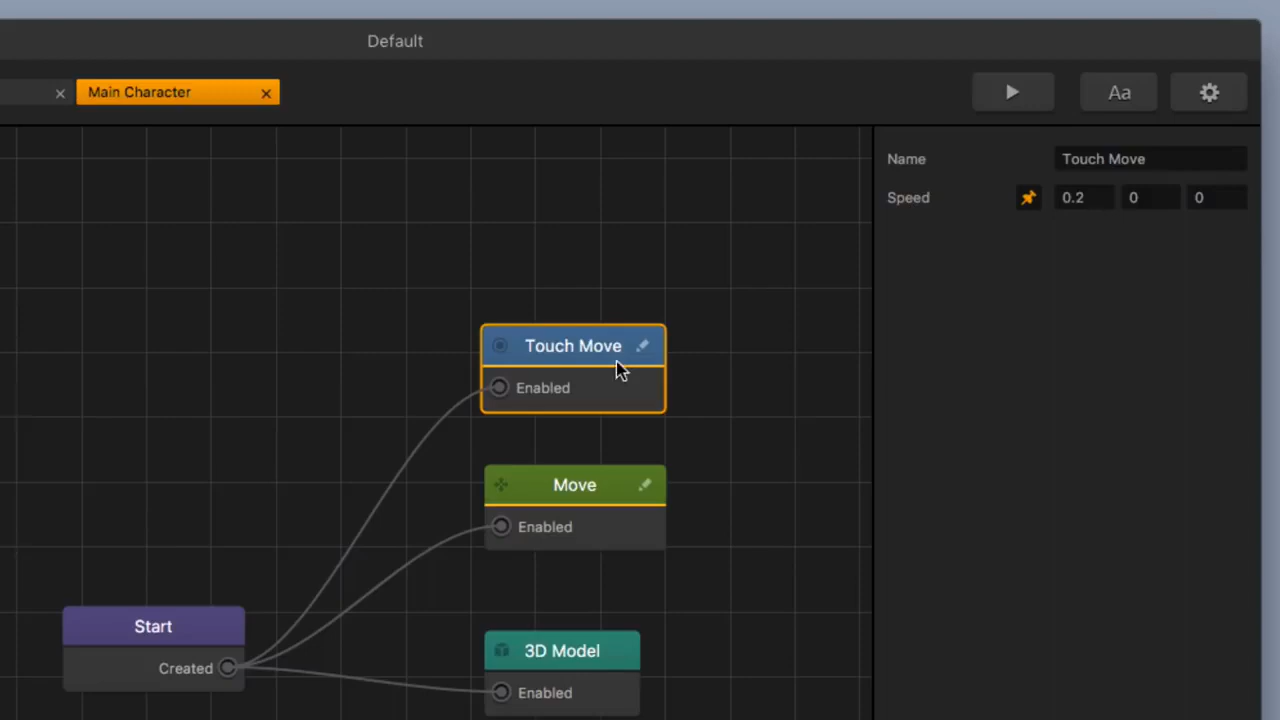 Default
Main Character
Aa
Name Touch Move
Speed 0.2 0 0
Touch Move
Enabled
Move
Enabled
Start
Created
3D Model
Enabled